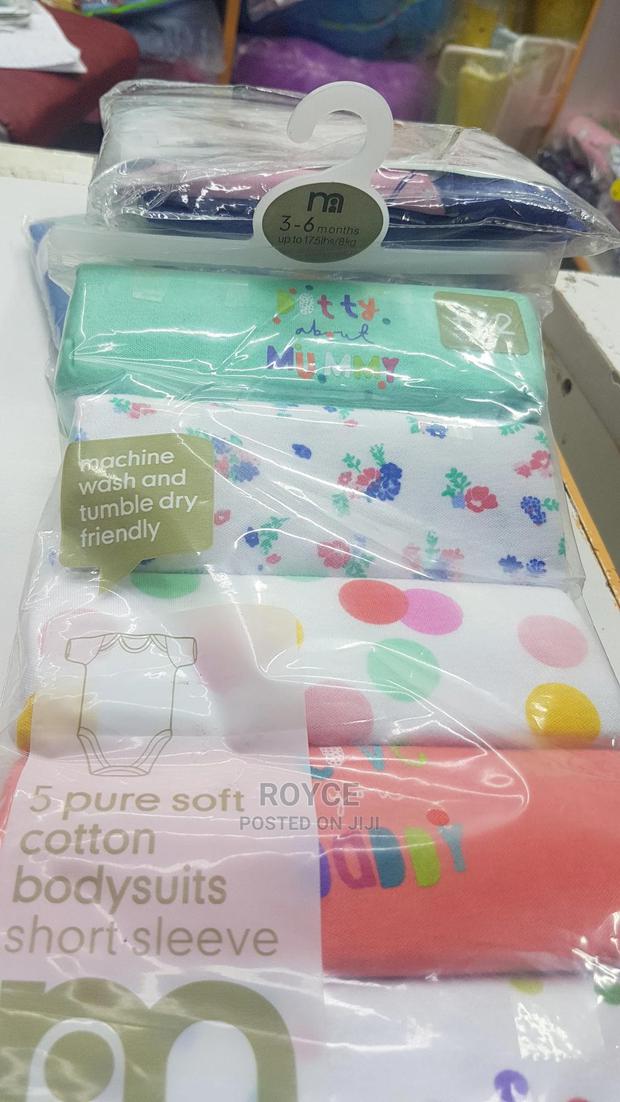 3-6 months
up to 17.5lbs/8kg
Dotty
about
MUMMY
machine
wash and
tumble dry
friendly
5 pure soft
cotton
bodysuits
short sleeve
ROYCE
POSTED ON JIJI
DADDY